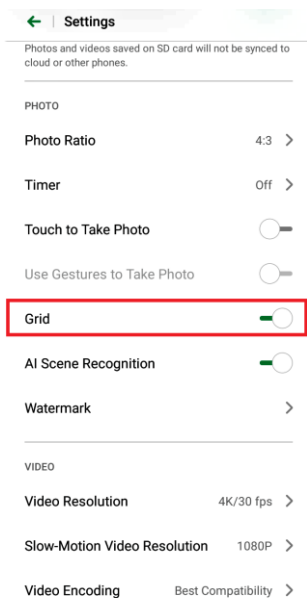 Settings
Photos and videos saved on SD card will not be synced to
cloud or other phones.
PHOTO
Photo Ratio 4:3
Timer Off
Touch to Take Photo
Use Gestures to Take Photo
Grid
AI Scene Recognition
Watermark
VIDEO
Video Resolution 4K/30 fps
Slow-Motion Video Resolution 1080P
Video Encoding Best Compatibility